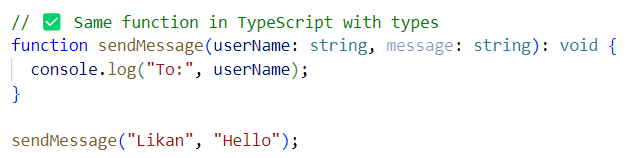 // ✅ Same function in TypeScript with types
function sendMessage(userName: string, message: string): void {
  console.log("To:", userName);
}

sendMessage("Likan", "Hello");